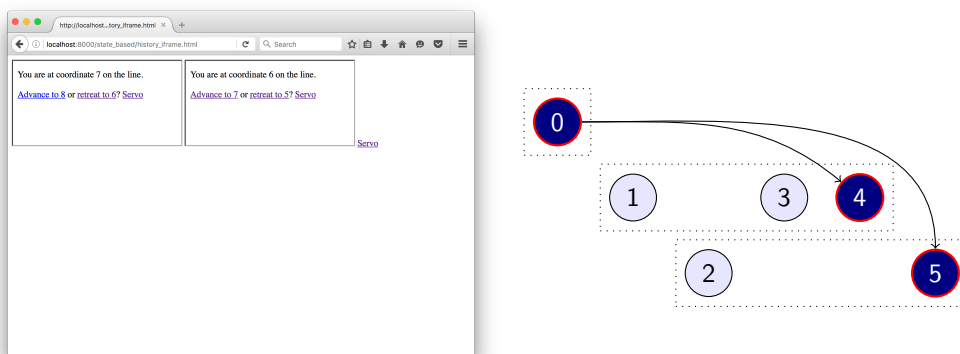 http://localhost...tory_iframe.html × +
localhost:8000/state_based/history_iframe.html Search
You are at coordinate 7 on the line.
Advance to 8 or retreat to 6? Servo
You are at coordinate 6 on the line.
Advance to 7 or retreat to 5? Servo
Servo
0
1 3 4
2 5